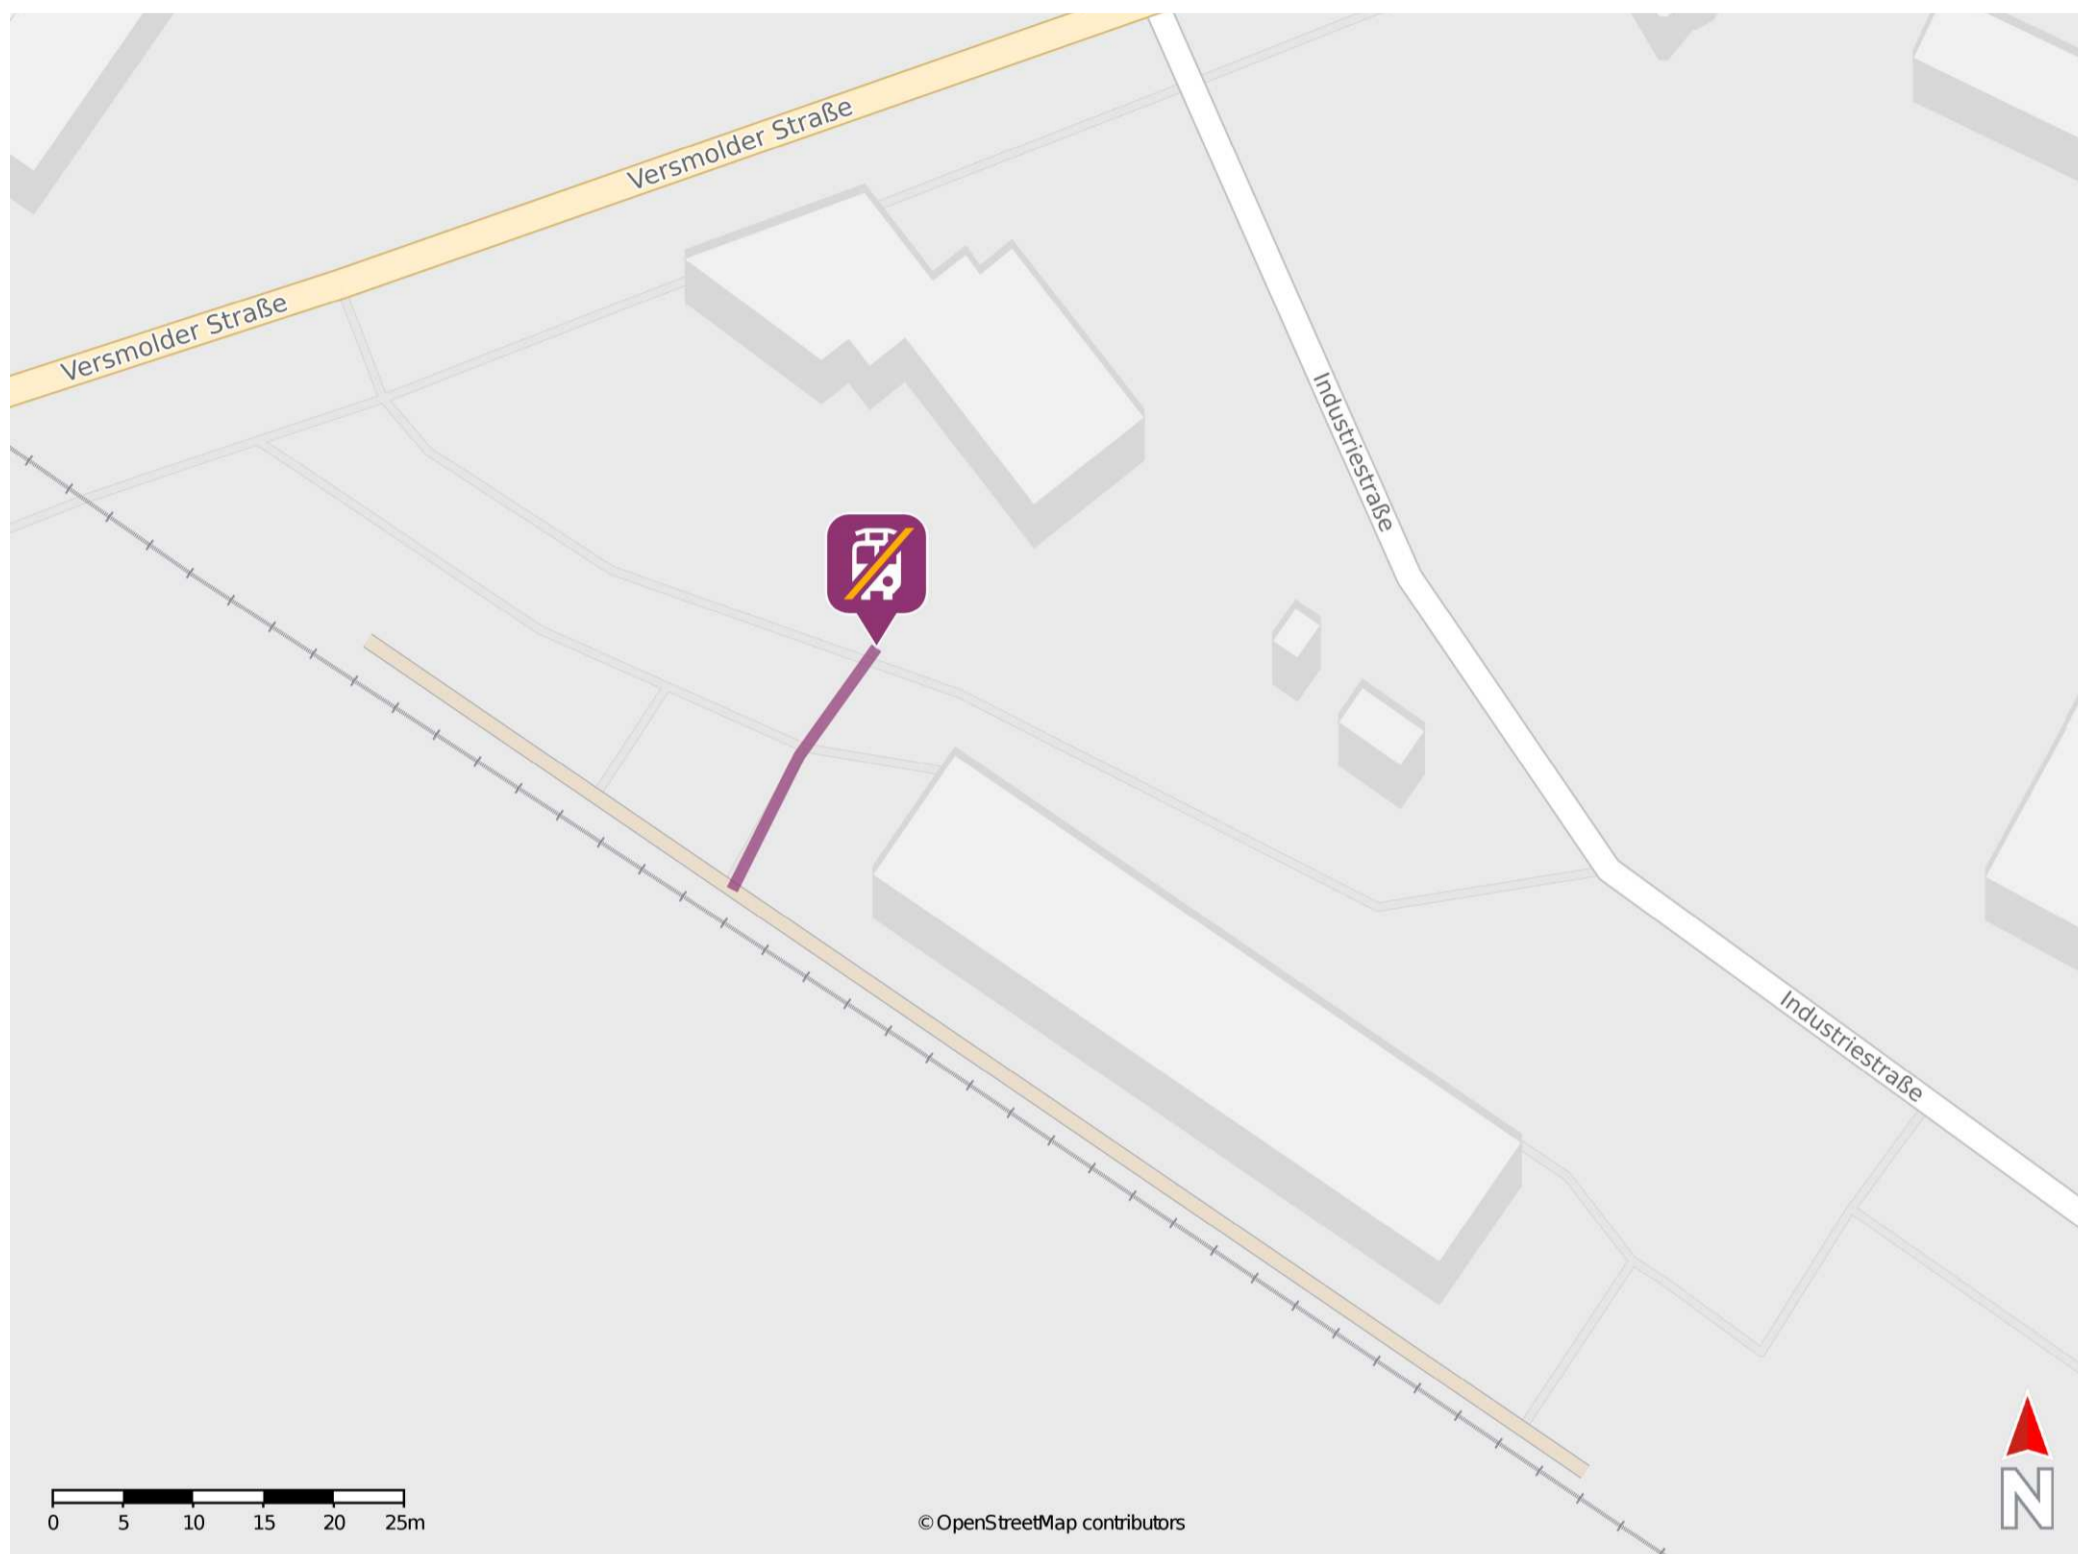 Versmolder Straße
Versmolder Straße
Industriestraße
Industriestraße
0 5 10 15 20 25m
© OpenStreetMap contributors
N